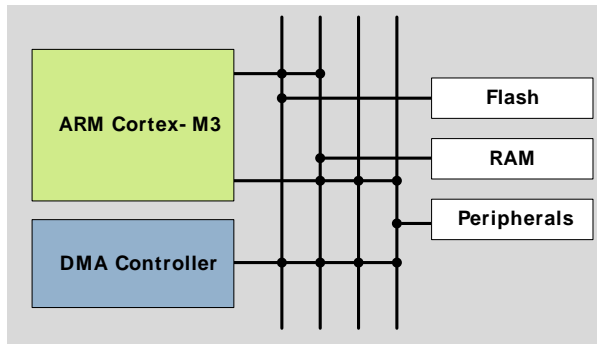 ARM Cortex- M3
Flash
RAM
Peripherals
DMA Controller